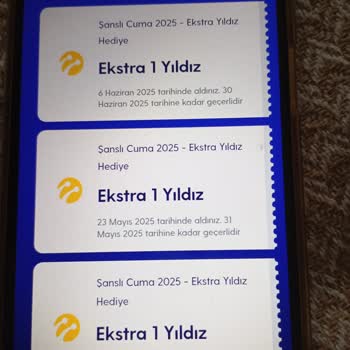 Şanslı Cuma 2025 - Ekstra Yıldız
Hediye
Ekstra 1 Yıldız
6 Haziran 2025 tarihinde aldınız. 30
Haziran 2025 tarihine kadar geçerlidir
Şanslı Cuma 2025 - Ekstra Yıldız
Hediye
Ekstra 1 Yıldız
23 Mayıs 2025 tarihinde aldınız. 31
Mayıs 2025 tarihine kadar geçerlidir
Şanslı Cuma 2025 - Ekstra Yıldız
Hediye
Ekstra 1 Yıldız